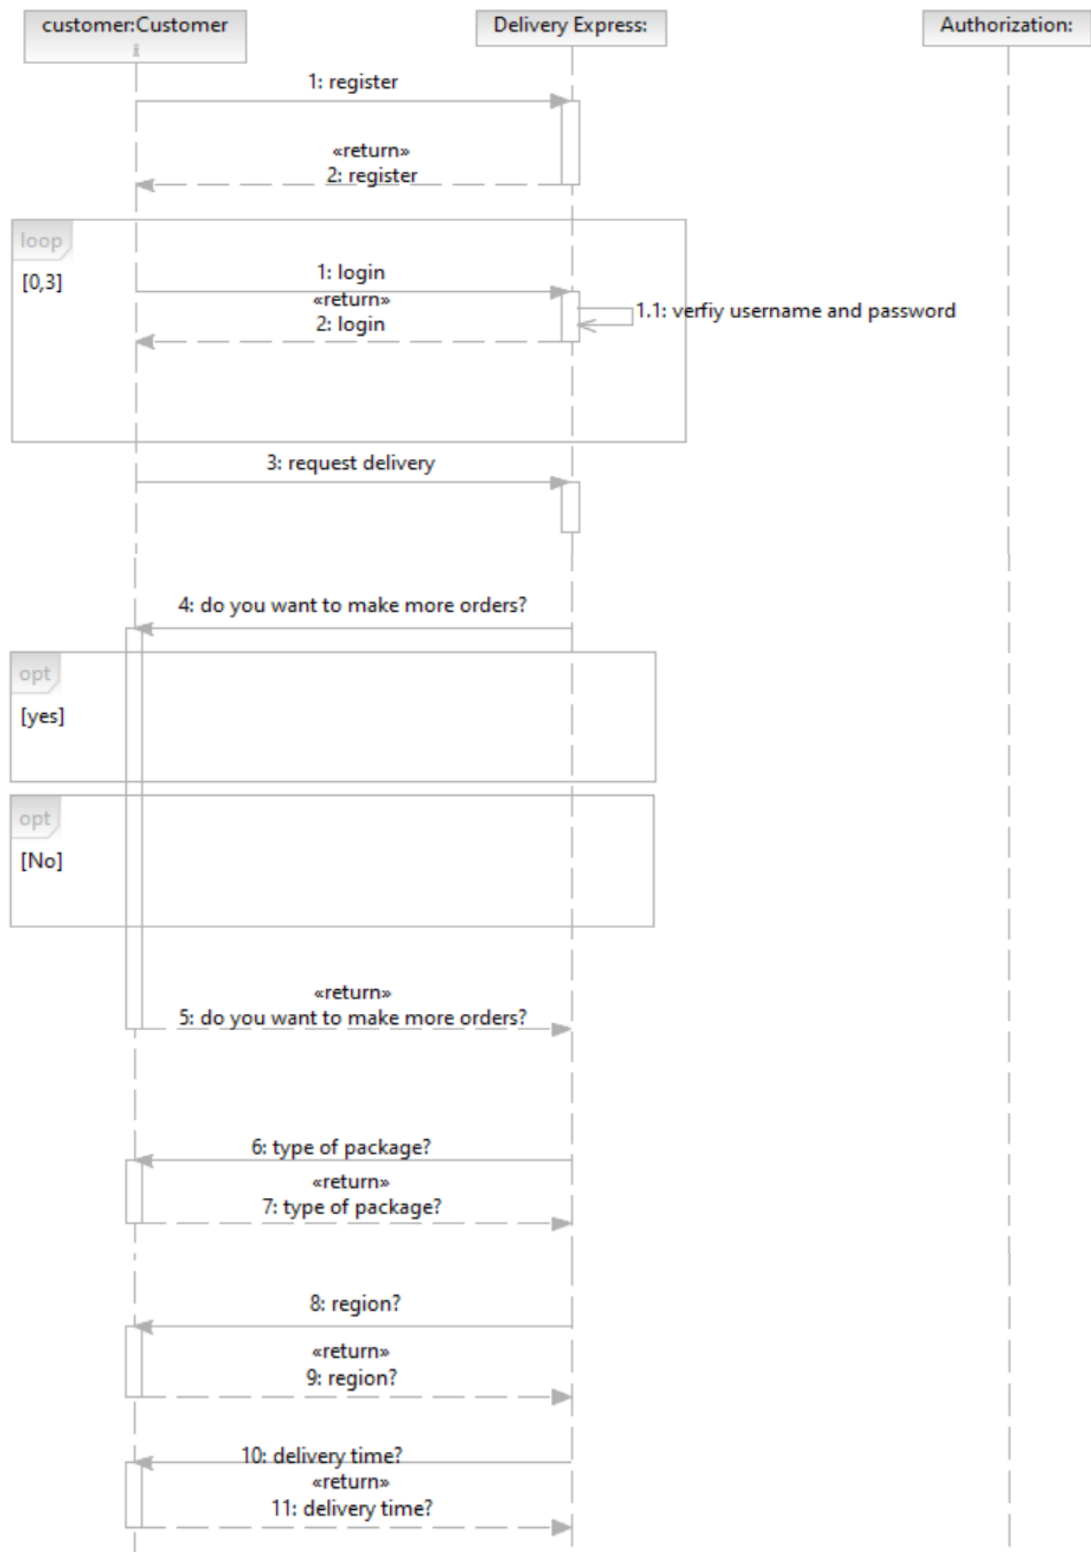 customer:Customer
Delivery Express:
Authorization:
1: register
«return»
2: register
loop
[0,3]
1: login
«return»
2: login
1.1: verfiy username and password
3: request delivery
4: do you want to make more orders?
opt
[yes]
opt
[No]
«return»
5: do you want to make more orders?
6: type of package?
«return»
7: type of package?
8: region?
«return»
9: region?
10: delivery time?
«return»
11: delivery time?